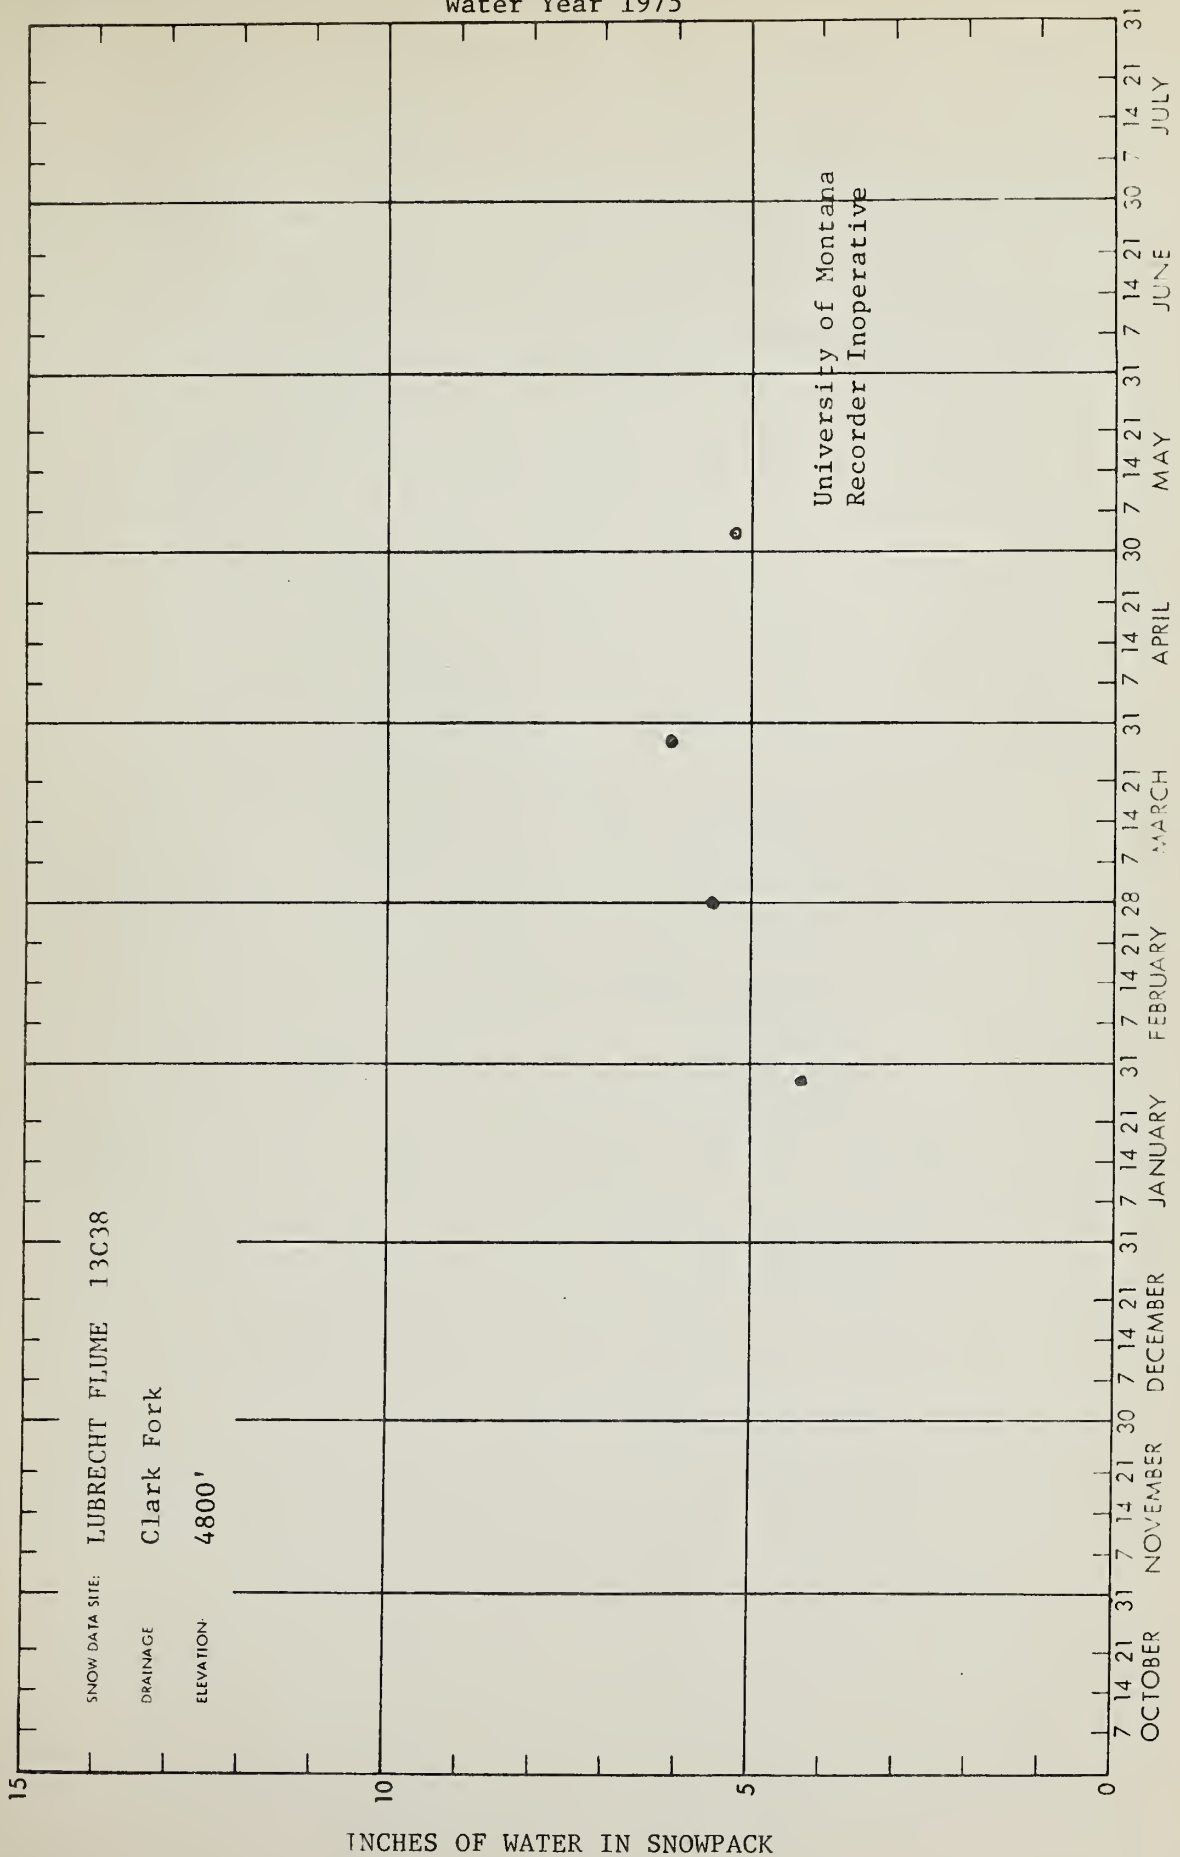 Water Year 1975
SNOW DATA SITE: LUBRECHT FLUME 13C38
DRAINAGE Clark Fork
ELEVATION: 4800'
University of Montana
Recorder Inoperative
INCHES OF WATER IN SNOWPACK
15
10
5
0
7 14 21 31 7 14 21 30 7 14 21 31 7 14 21 31 7 14 21 28 7 14 21 31 7 14 21 30 7 14 21 31 7 14 21 30 7 14 21 31
OCTOBER NOVEMBER DECEMBER JANUARY FEBRUARY MARCH APRIL MAY JUNE JULY